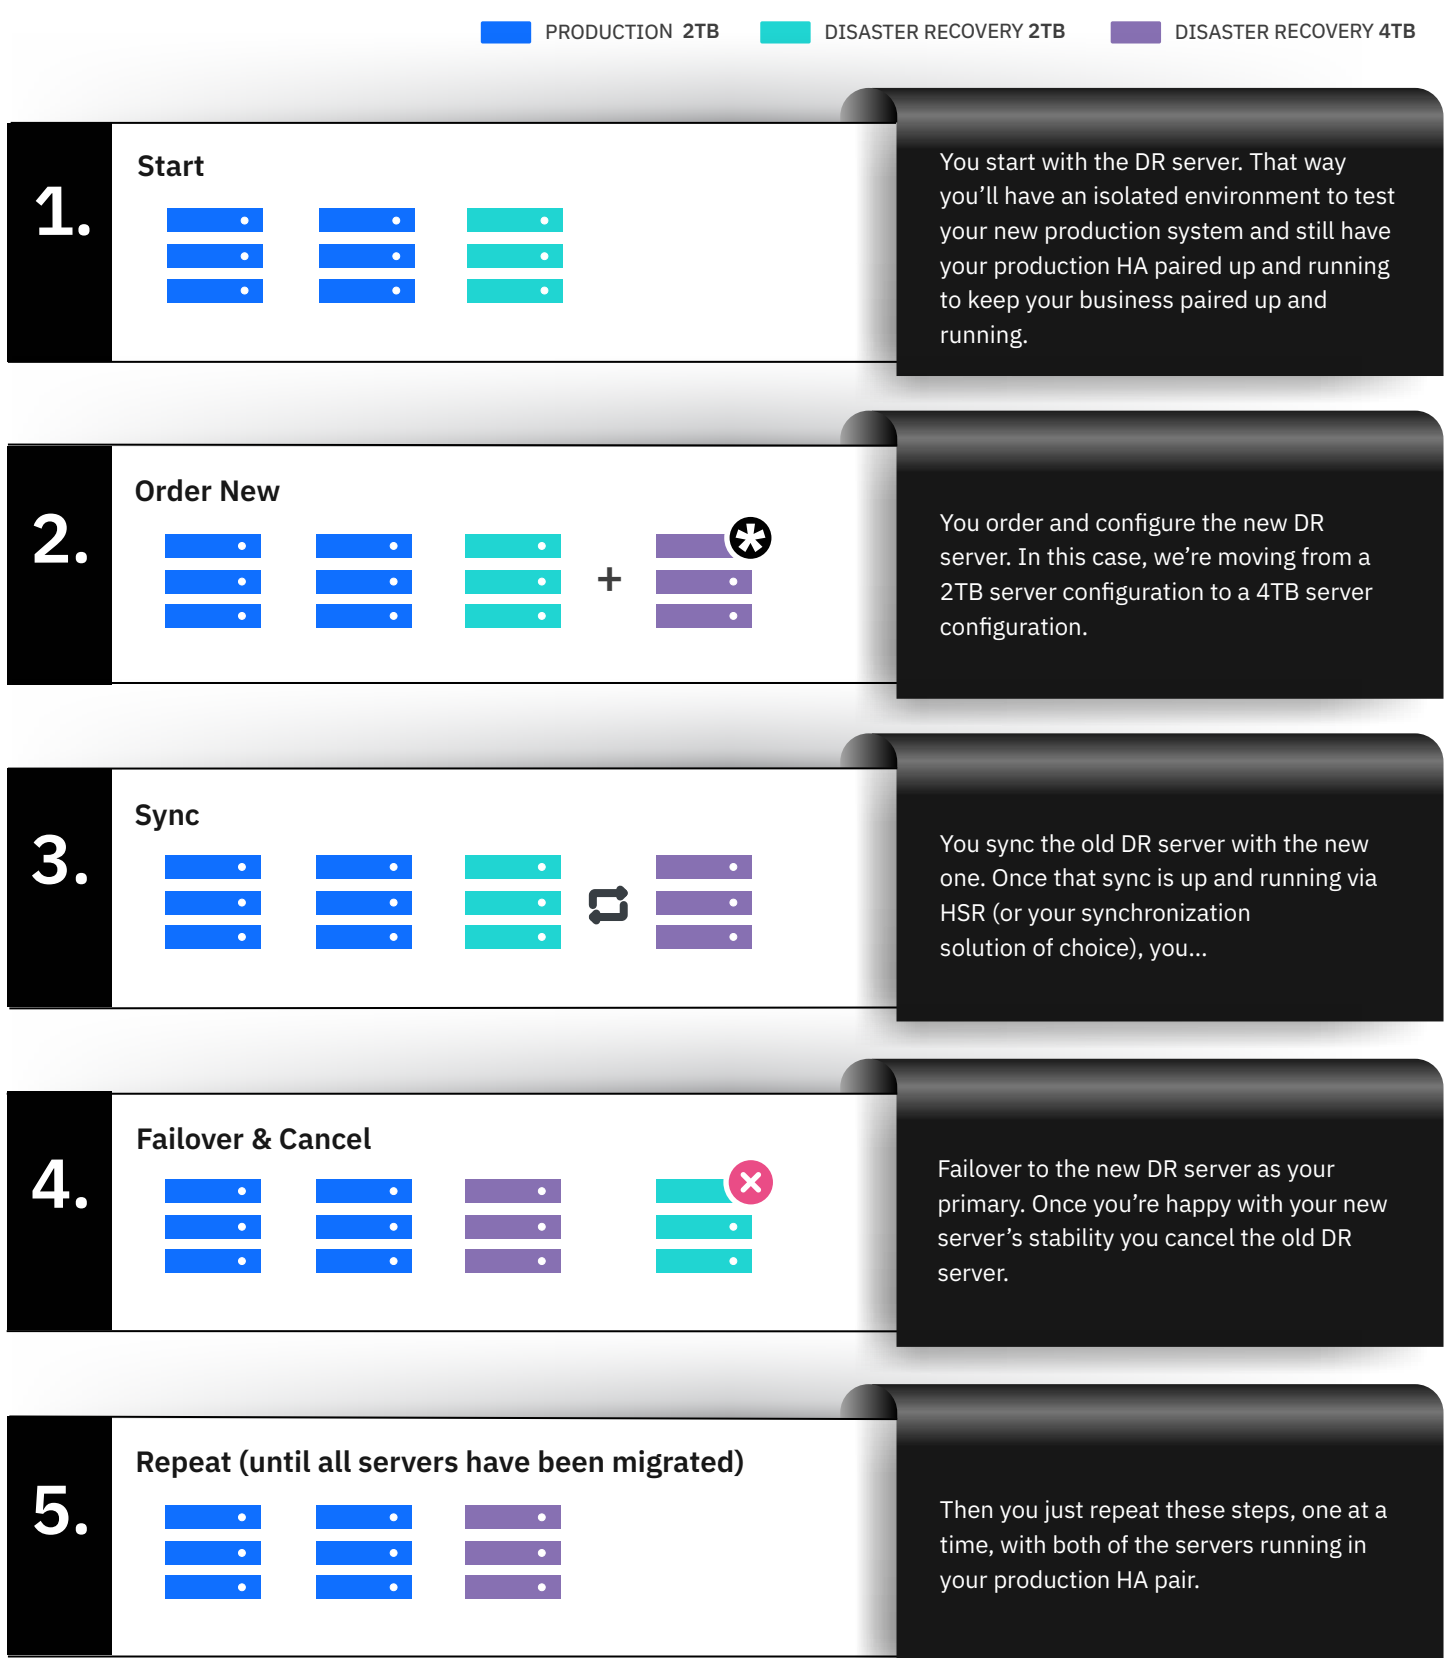 PRODUCTION 2TB
DISASTER RECOVERY 2TB
DISASTER RECOVERY 4TB
1.
Start
You start with the DR server. That way
you’ll have an isolated environment to test
your new production system and still have
your production HA paired up and running
to keep your business paired up and
running.
2.
Order New
+
You order and configure the new DR
server. In this case, we’re moving from a
2TB server configuration to a 4TB server
configuration.
3.
Sync
You sync the old DR server with the new
one. Once that sync is up and running via
HSR (or your synchronization
solution of choice), you...
4.
Failover & Cancel
Failover to the new DR server as your
primary. Once you’re happy with your new
server’s stability you cancel the old DR
server.
5.
Repeat (until all servers have been migrated)
Then you just repeat these steps, one at a
time, with both of the servers running in
your production HA pair.